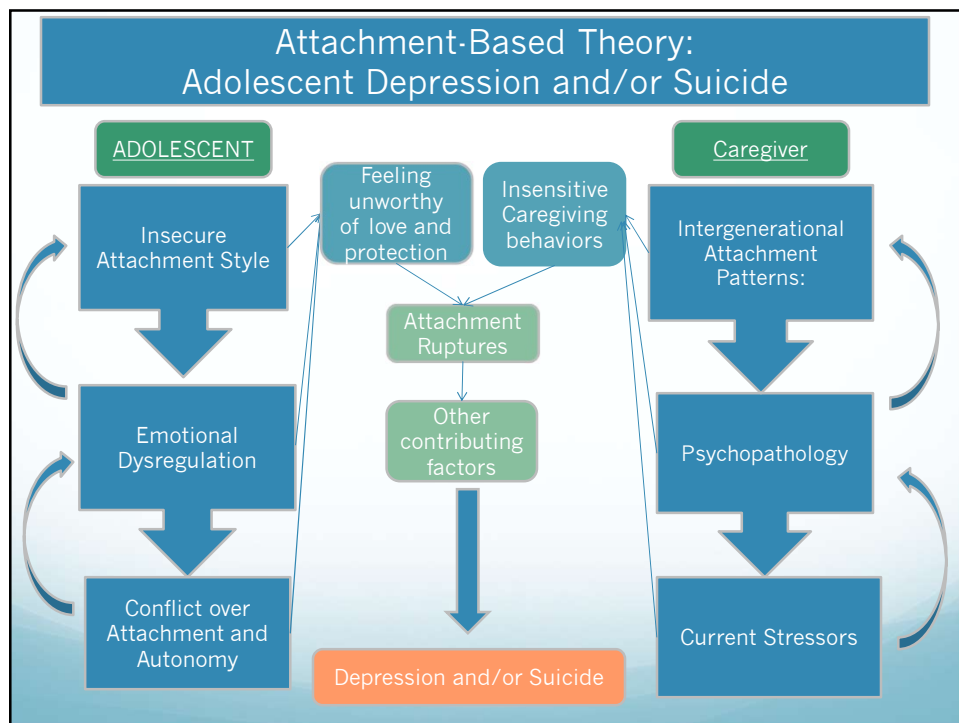 Attachment-Based Theory:
Adolescent Depression and/or Suicide
ADOLESCENT
Insecure
Attachment Style
Emotional
Dysregulation
Conflict over
Attachment and
Autonomy
Feeling
unworthy
of love and
protection
Insensitive
Caregiving
behaviors
Attachment
Ruptures
Other
contributing
factors
Depression and/or Suicide
Caregiver
Intergenerational
Attachment
Patterns:
Psychopathology
Current Stressors